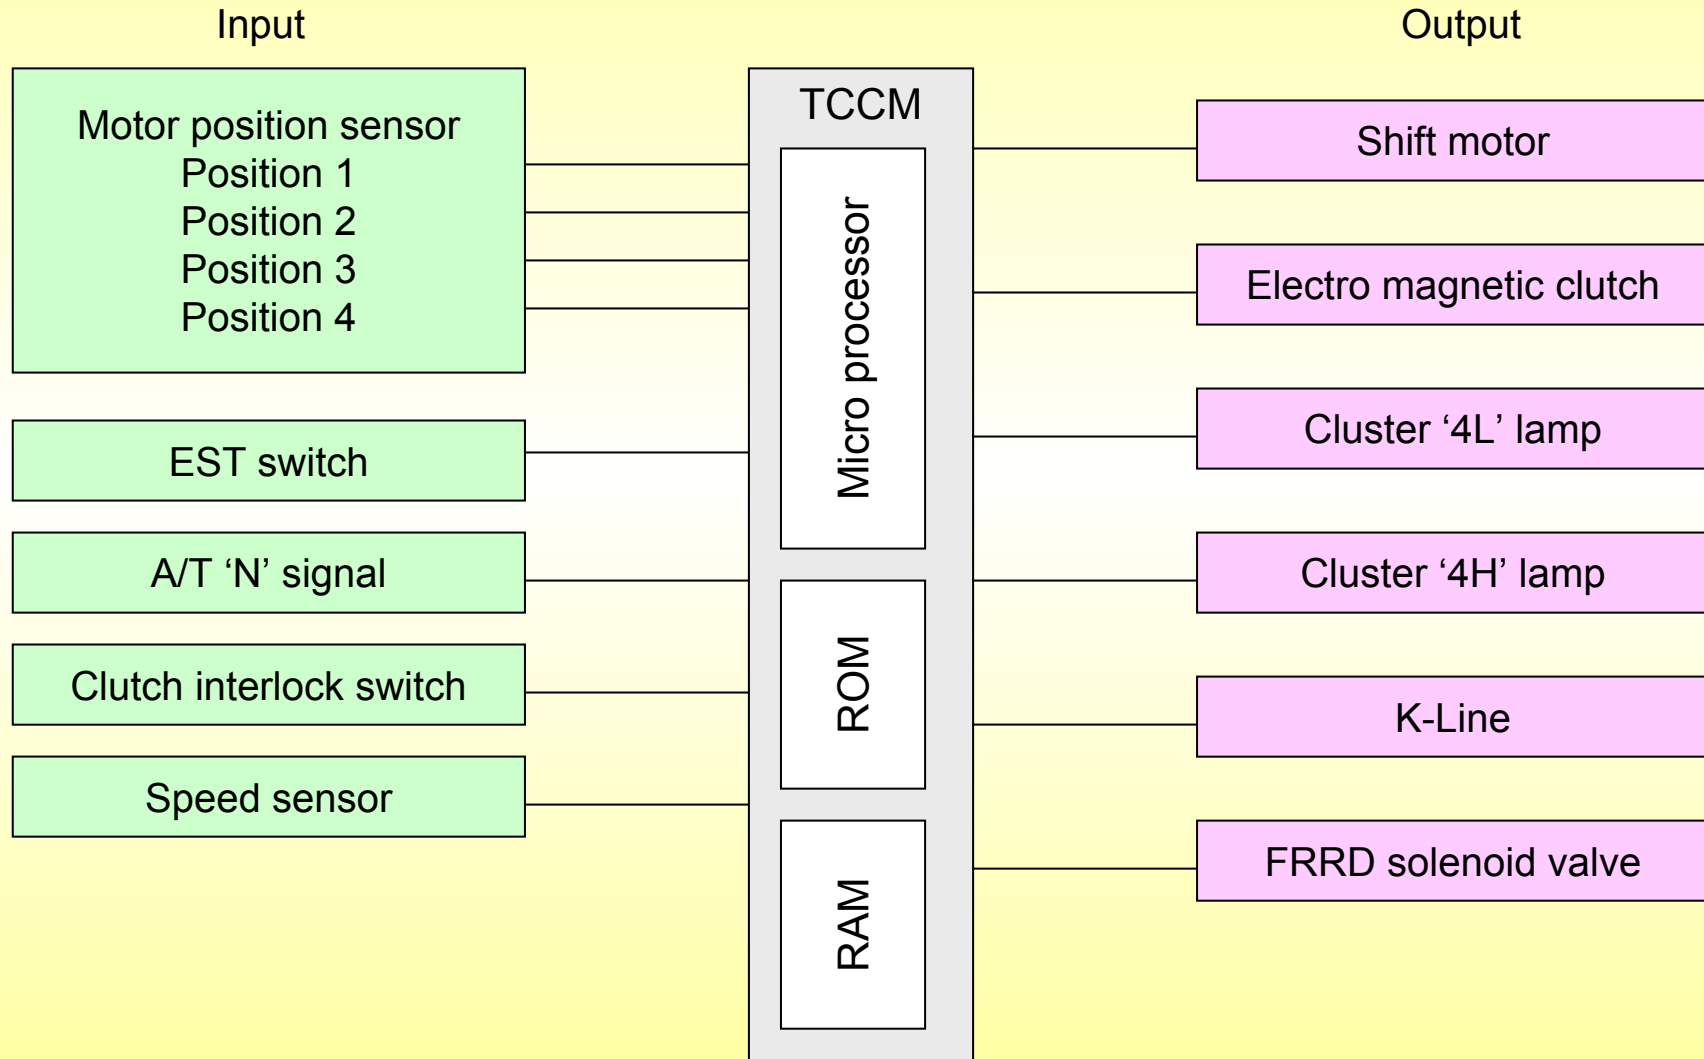 Input
Output
Motor position sensor
Position 1
Position 2
Position 3
Position 4
EST switch
A/T ‘N’ signal
Clutch interlock switch
Speed sensor
TCCM
Micro processor
ROM
RAM
Shift motor
Electro magnetic clutch
Cluster ‘4L’ lamp
Cluster ‘4H’ lamp
K-Line
FRRD solenoid valve